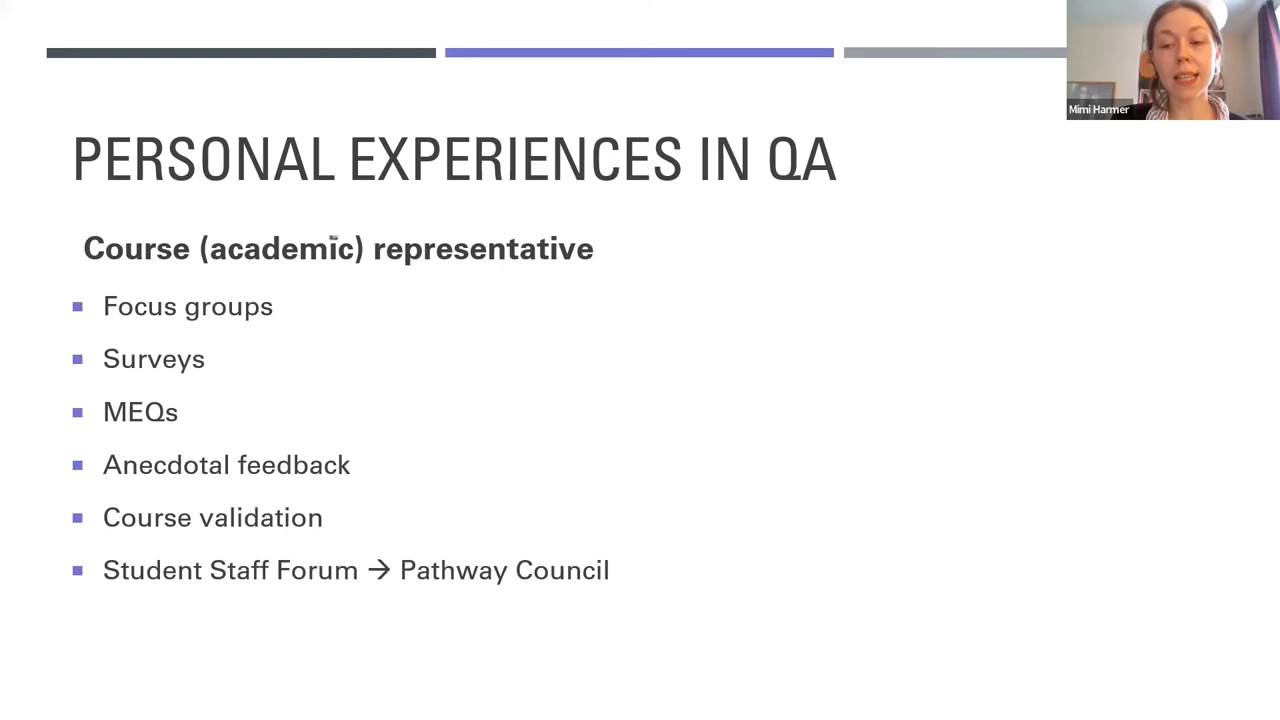 Mimi Harmer
PERSONAL EXPERIENCES IN QA
Course (academic) representative
Focus groups
Surveys
MEQs
Anecdotal feedback
Course validation
Student Staff Forum → Pathway Council